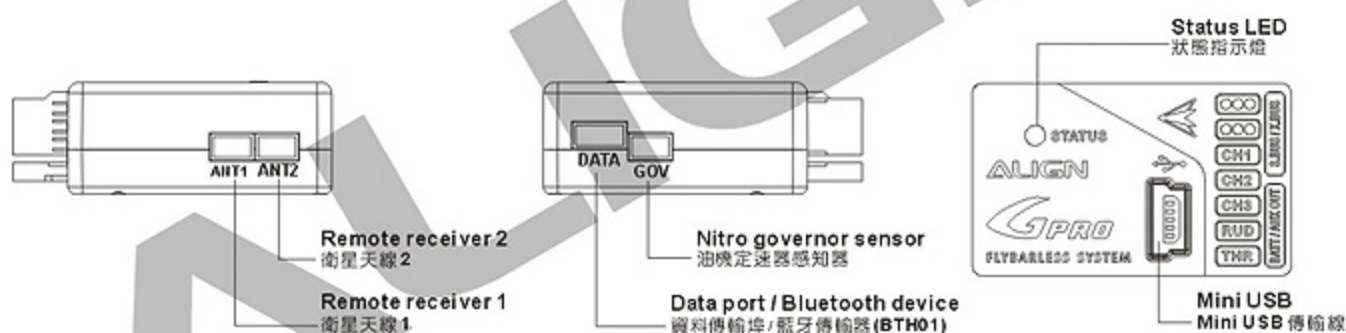 Status LED
狀態指示燈
STATUS
ALIGN
GPRO
FLYBARLESS SYSTEM
CH1
CH2
CH3
RUD
THR
S.BUS / X.BUS
BATT / AUX OUT
ANT1 ANT2
DATA
GOV
Remote receiver 2
衛星天線 2
Remote receiver 1
衛星天線 1
Nitro governor sensor
油機定速器感知器
Data port / Bluetooth device
資料傳輸埠/藍牙傳輸器(BTH01)
Mini USB
Mini USB 傳輸線
ALIGN